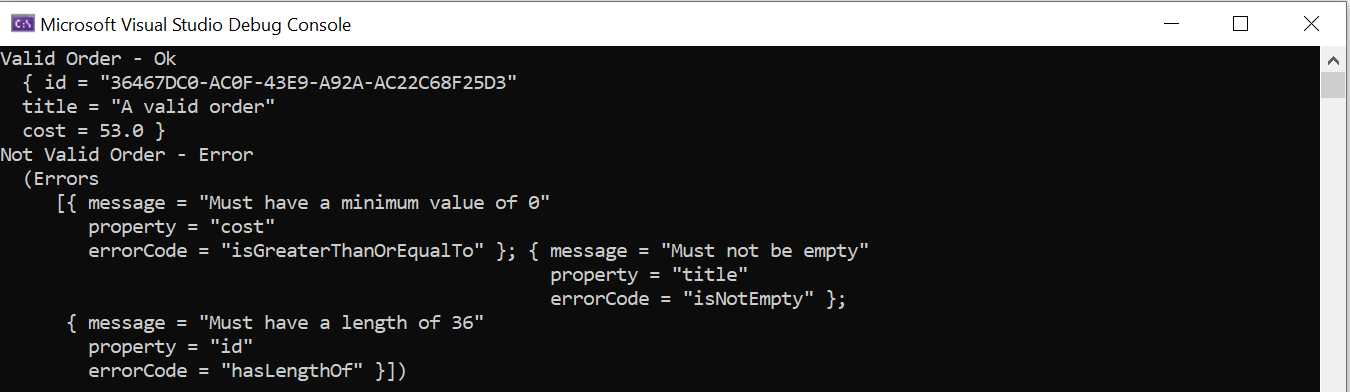 Microsoft Visual Studio Debug Console
Valid Order - Ok
  { id = "36467DC0-AC0F-43E9-A92A-AC22C68F25D3"
  title = "A valid order"
  cost = 53.0 }
Not Valid Order - Error
  (Errors
     [{ message = "Must have a minimum value of 0"
        property = "cost"
        errorCode = "isGreaterThanOrEqualTo" }; { message = "Must not be empty"
                                                  property = "title"
                                                  errorCode = "isNotEmpty" };
      { message = "Must have a length of 36"
        property = "id"
        errorCode = "hasLengthOf" }])